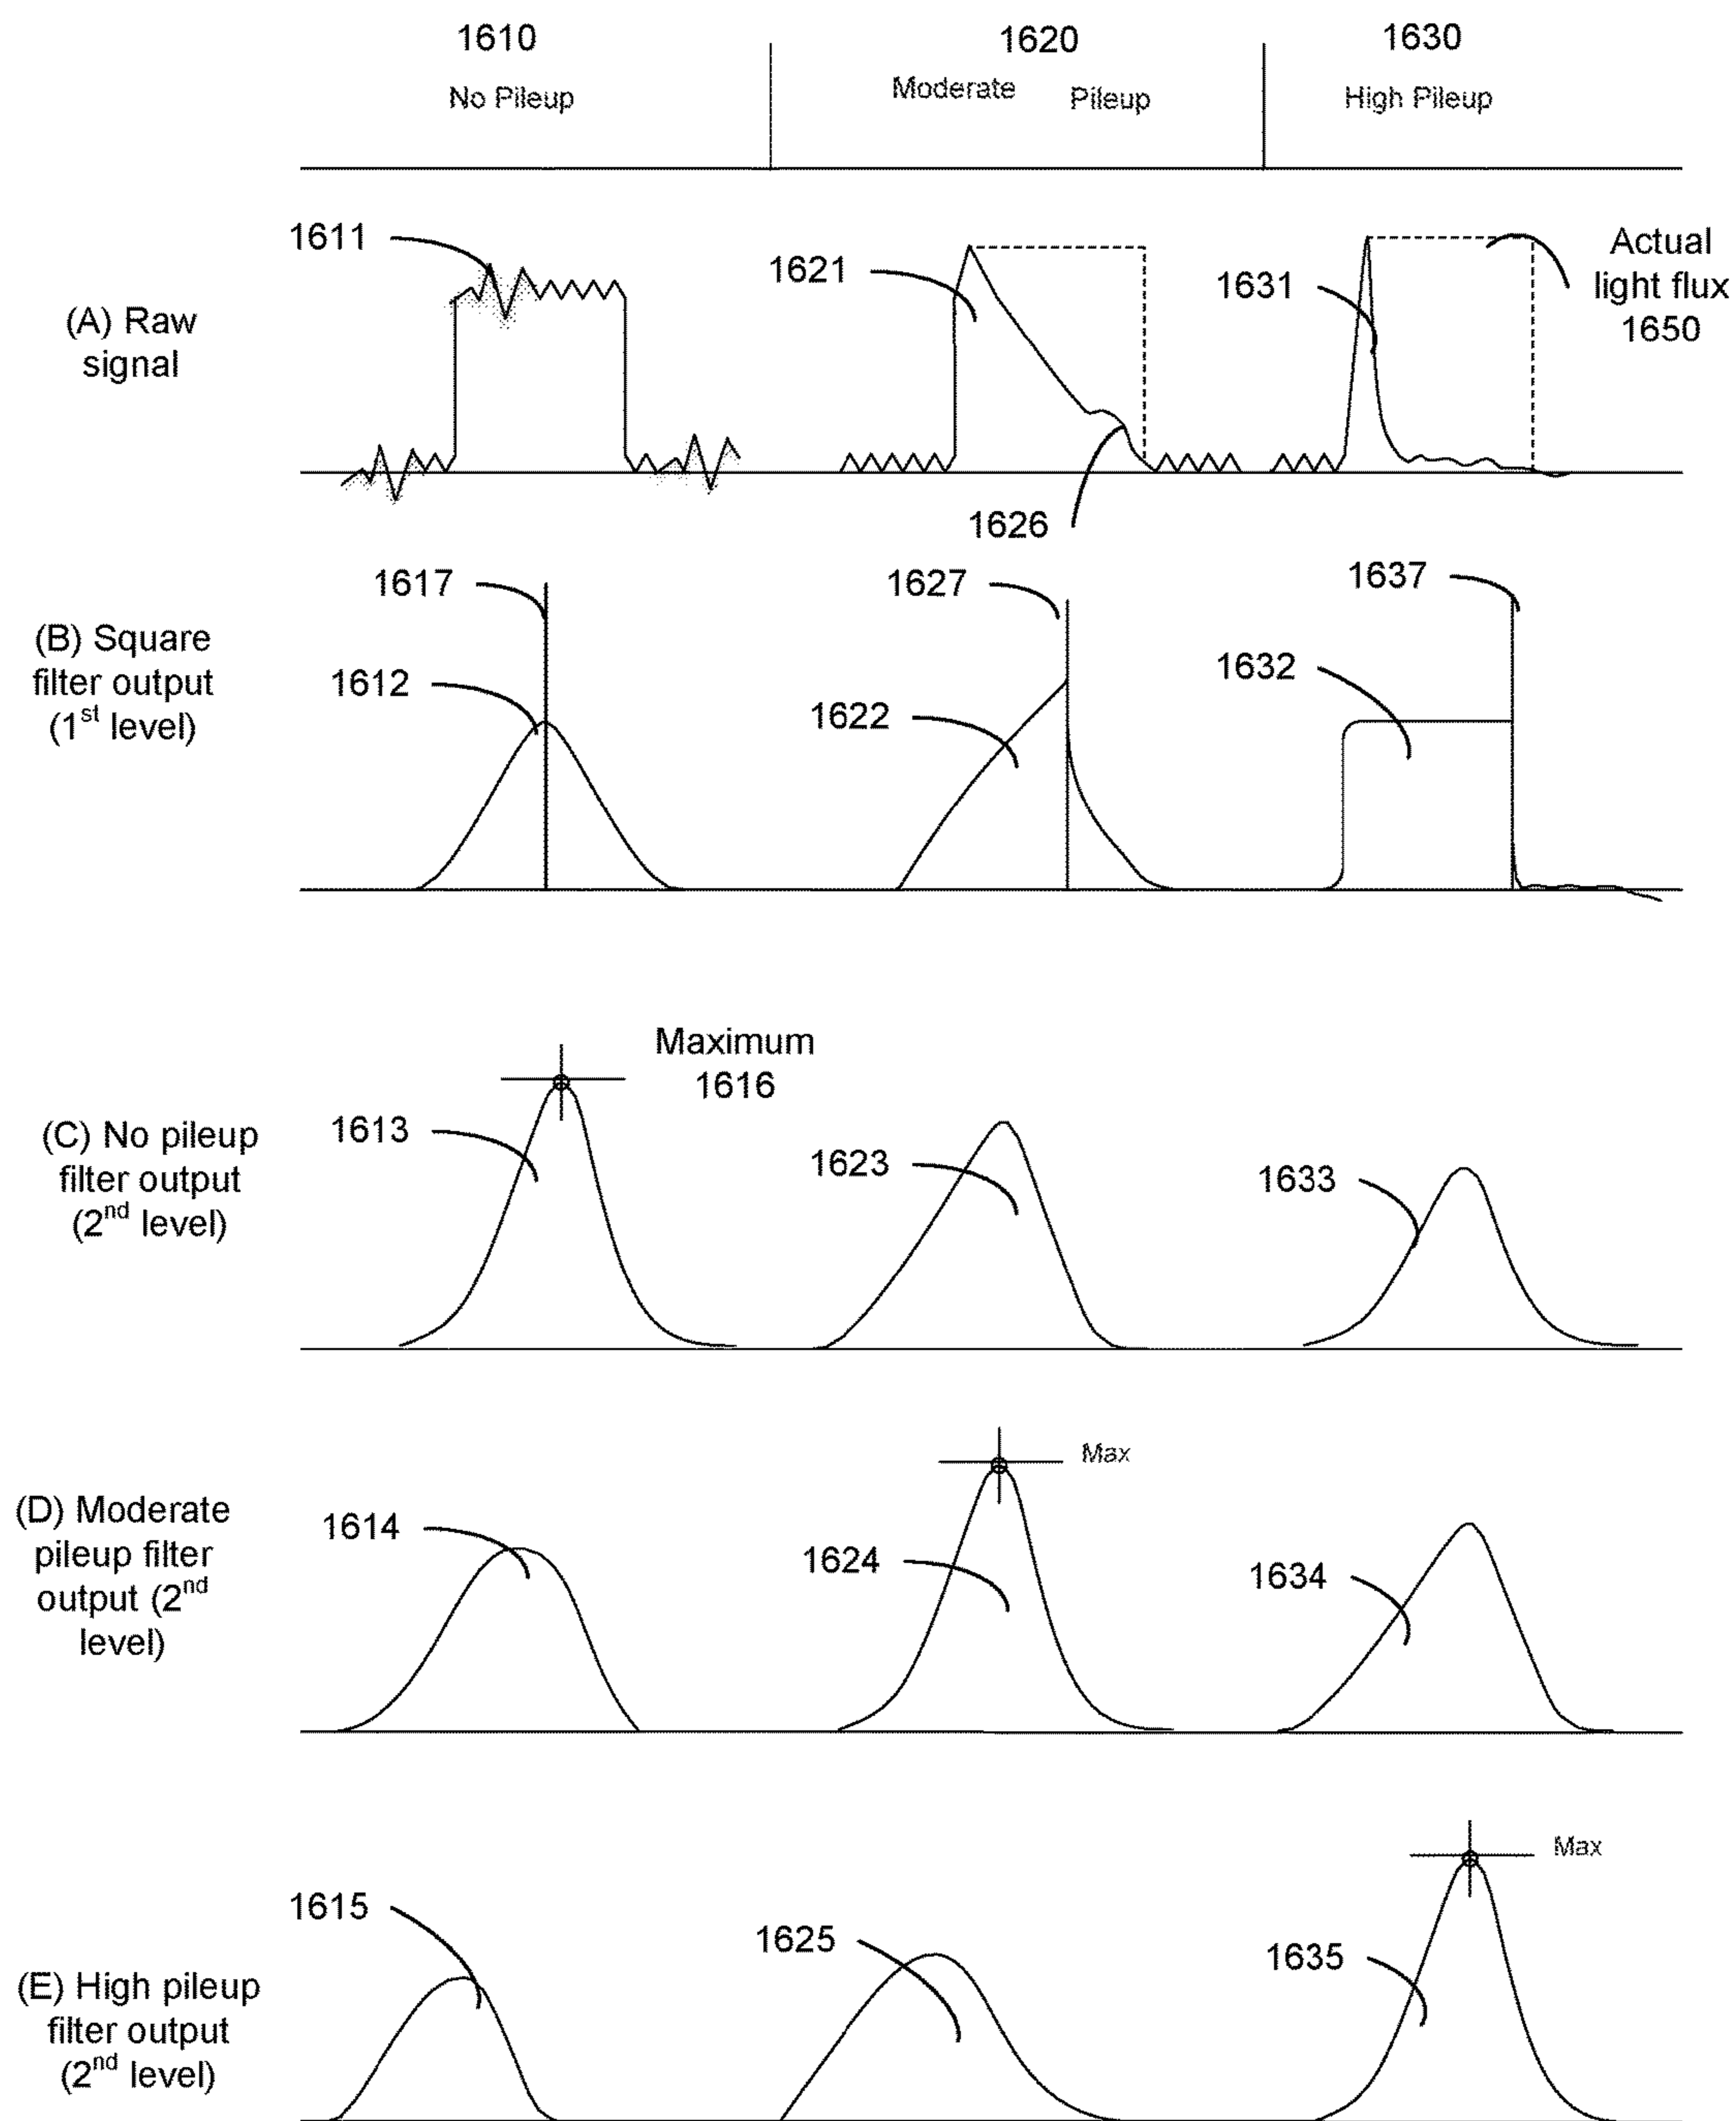 1610
1620
1630
No Pileup
Moderate Pileup
High Pileup
1611
1621
1631
Actual
light flux
1650
(A) Raw
signal
1626
1617
1627
1637
(B) Square
filter output
(1st level)
1612
1622
1632
Maximum
1616
(C) No pileup
filter output
(2nd level)
1613
1623
1633
Max
(D) Moderate
pileup filter
output (2nd
level)
1614
1624
1634
Max
1615
1625
1635
(E) High pileup
filter output
(2nd level)